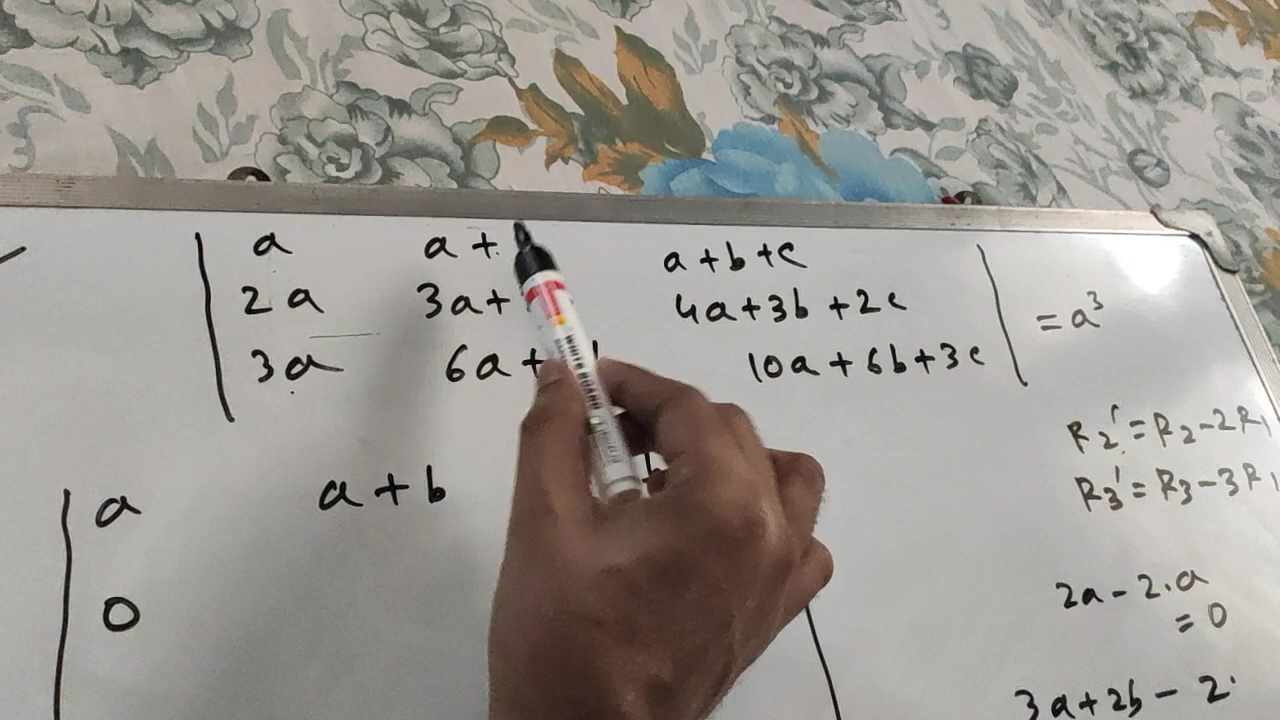 a a + a + b + c
2a 3a + 4a + 3b + 2c = a³
3a 6a + 10a + 6b + 3c
R₂' = R₂ - 2R₁
R₃' = R₃ - 3R₁
a a + b
0
2a - 2.a
= 0
3a + 2b - 2.